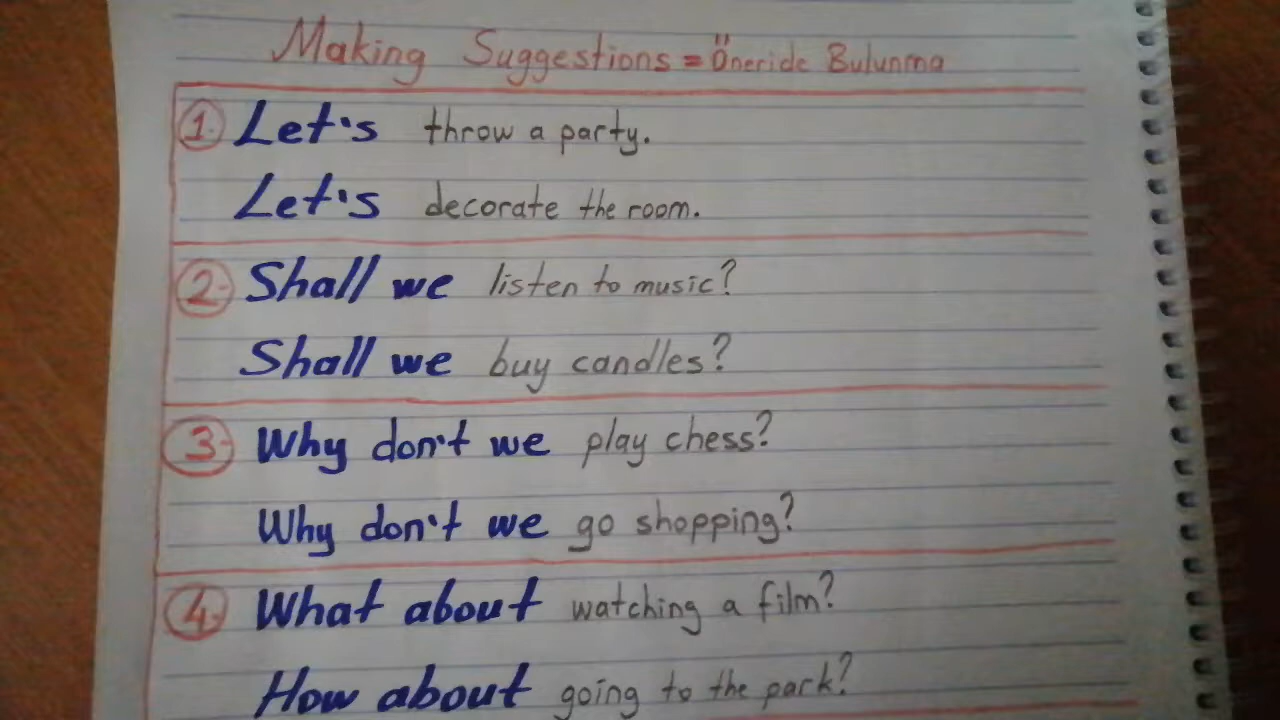 Making Suggestions = Öneride Bulunma
1. Let's throw a party.
Let's decorate the room.
2- Shall we listen to music?
Shall we buy candles?
3- Why don't we play chess?
Why don't we go shopping?
4- What about watching a film?
How about going to the park?